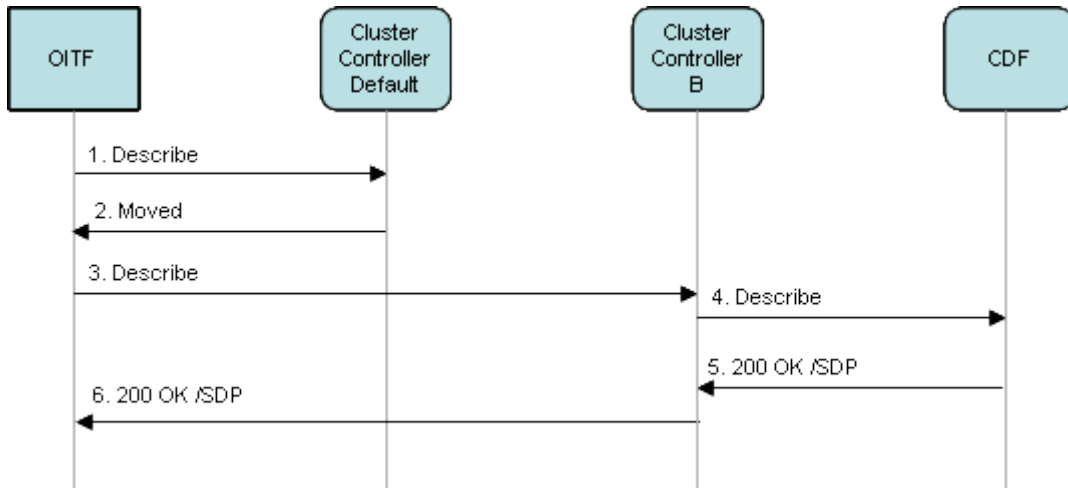 OITF
Cluster
Controller
Default
Cluster
Controller
B
CDF
1. Describe
2. Moved
3. Describe
4. Describe
5. 200 OK /SDP
6. 200 OK /SDP